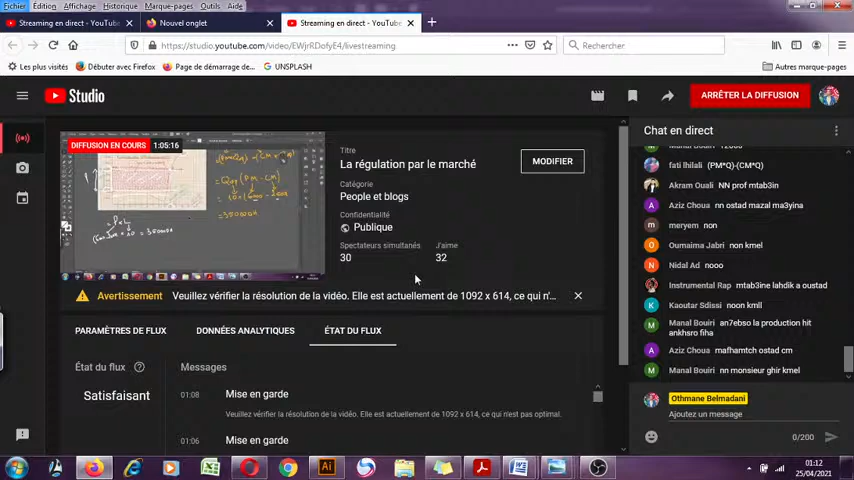 Fichier Édition Affichage Historique Marque-pages Outils Aide
Streaming en direct - YouTube
Nouvel onglet
Streaming en direct - YouTube
https://studio.youtube.com/video/EWjrRDofyE4/livestreaming
Rechercher
Les plus visités
Débuter avec Firefox
Page de démarrage de...
UNSPLASH
Autres marque-pages
Studio
ARRÊTER LA DIFFUSION
DIFFUSION EN COURS 1:05:16
Titre
La régulation par le marché
MODIFIER
Catégorie
People et blogs
Confidentialité
Publique
Spectateurs simultanés
30
J'aime
32
Avertissement Veuillez vérifier la résolution de la vidéo. Elle est actuellement de 1092 x 614, ce qui n'...
PARAMÈTRES DE FLUX
DONNÉES ANALYTIQUES
ÉTAT DU FLUX
État du flux
Satisfaisant
Messages
01:08 Mise en garde
Veuillez vérifier la résolution de la vidéo. Elle est actuellement de 1092 x 614, ce qui n'est pas optimal.
01:06 Mise en garde
Chat en direct
fati lhilali (PM*Q)-(CM*Q)
Akram Ouali NN prof mtab3in
Aziz Choua nn ostad mazal ma3yina
meryem non
Oumaima Jabri non kmel
Nidal Ad nooo
Instrumental Rap mtab3ine lahdik a oustad
Kaoutar Sdissi noon kmll
Manal Bouiri an7ebso la production hit
ankhsro fiha
Aziz Choua mafhamtch ostad cm
Manal Bouiri nn monsieur ghir kmel
Othmane Belmadani
Ajoutez un message
0/200
01:12
25/04/2021